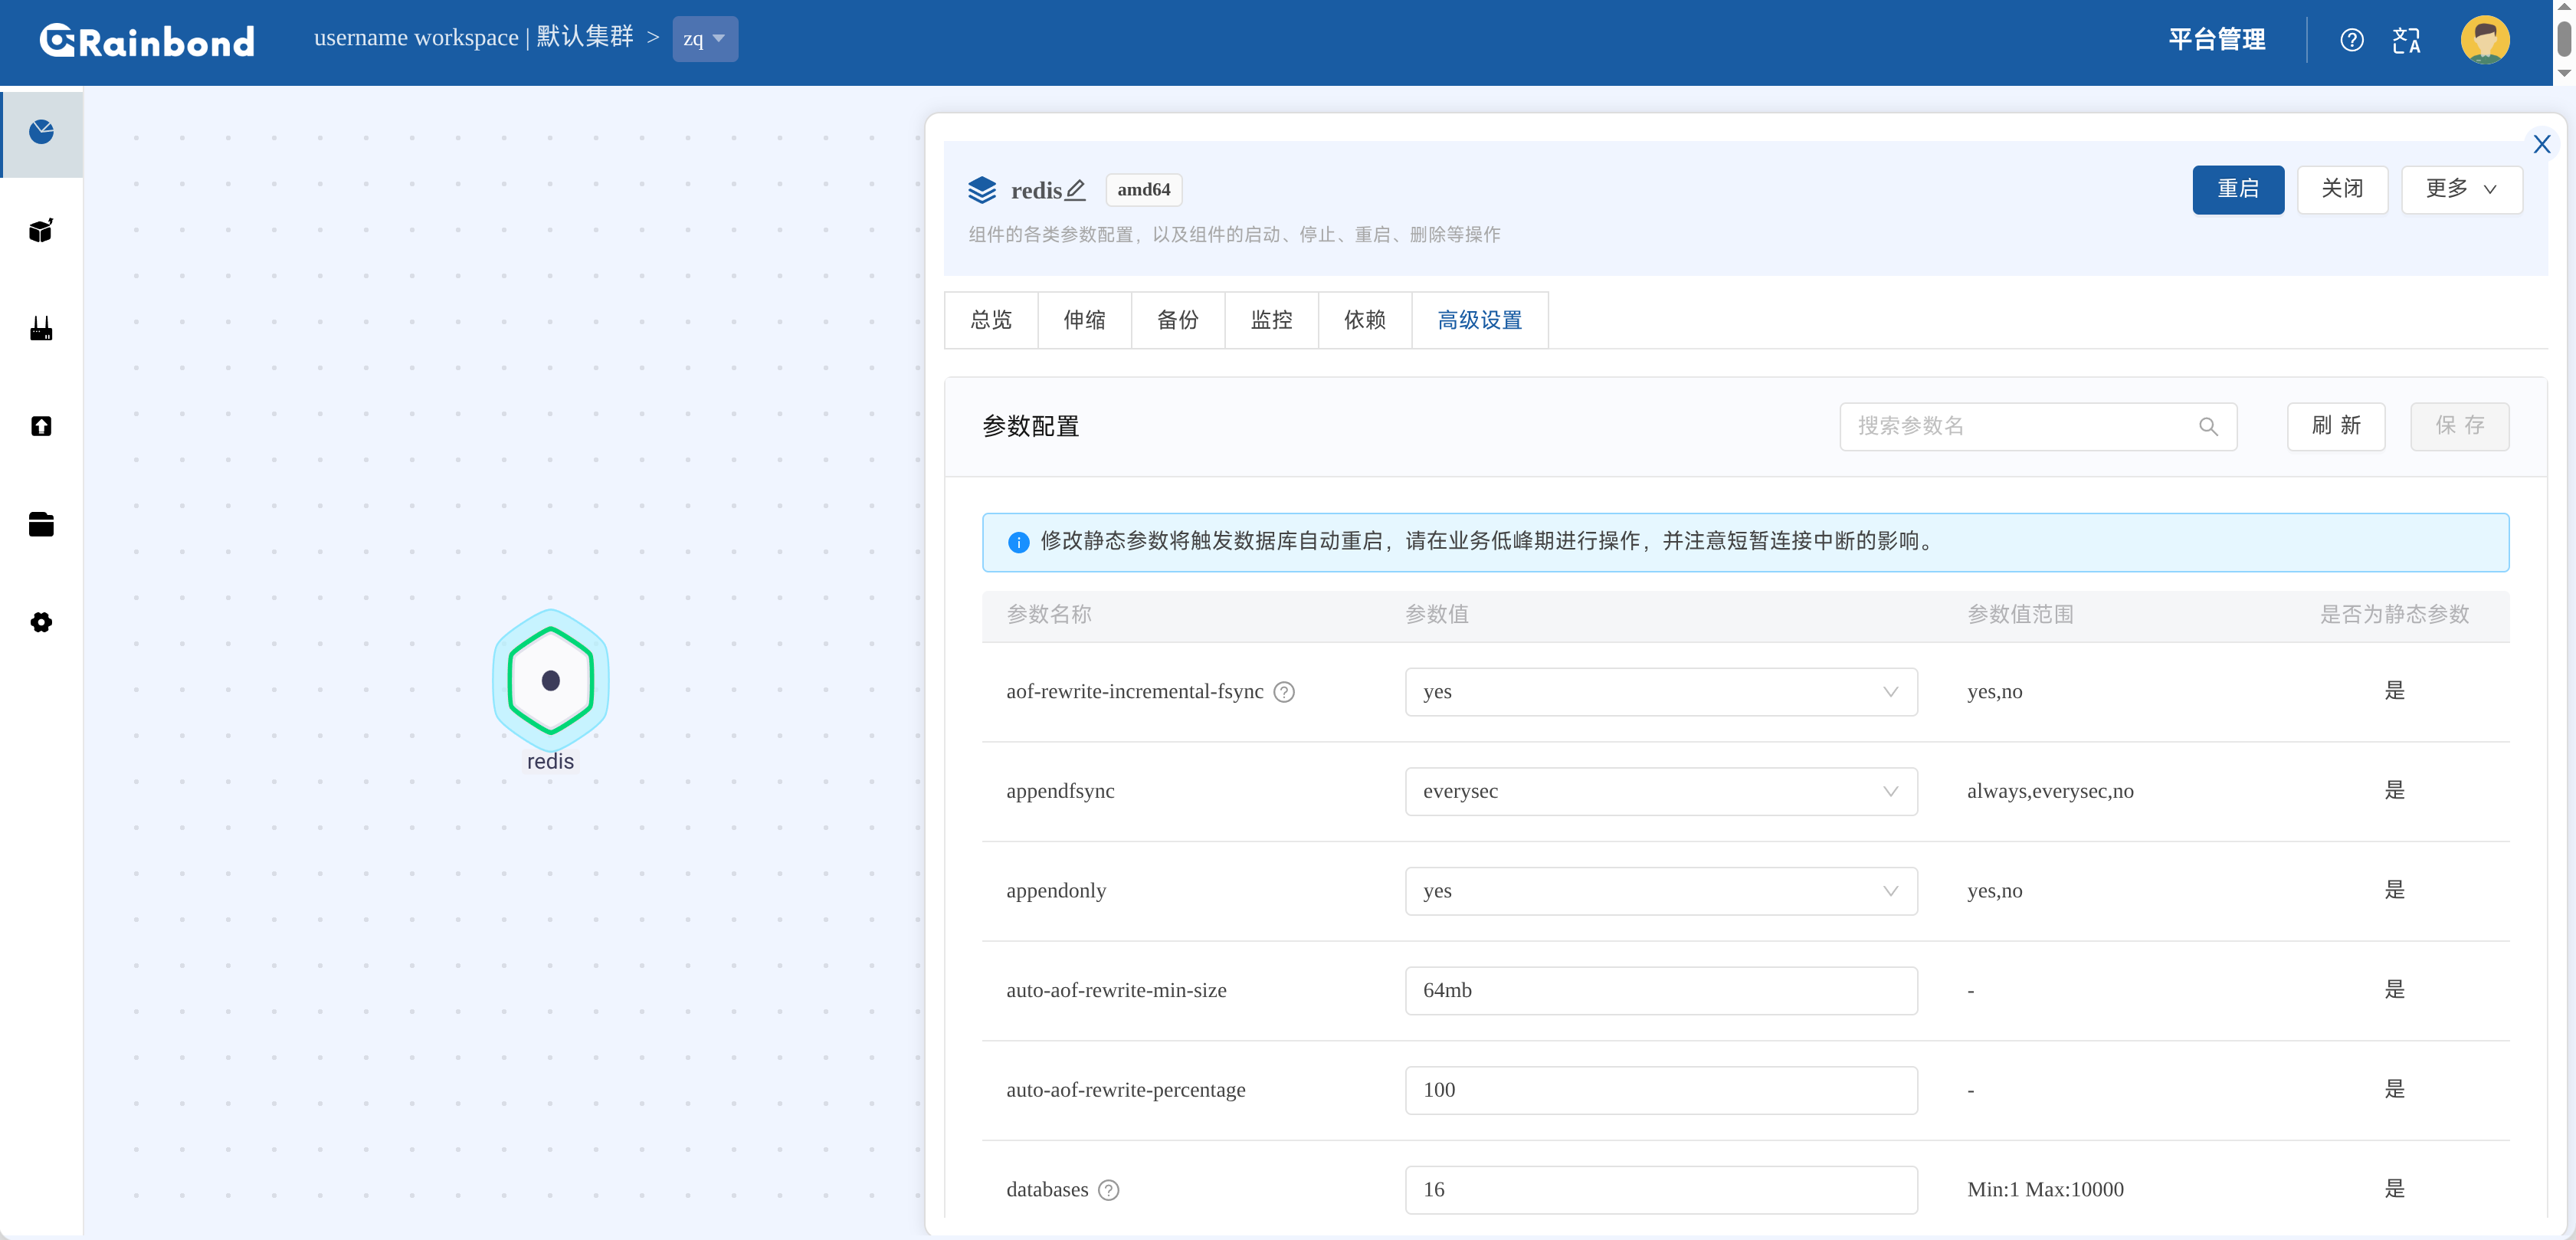 Rainbond
username workspace | 默认集群 > zq
平台管理
redis
amd64
重启
关闭
更多
组件的各类参数配置，以及组件的启动、停止、重启、删除等操作
总览
伸缩
备份
监控
依赖
高级设置
参数配置
搜索参数名
刷 新
保 存
修改静态参数将触发数据库自动重启，请在业务低峰期进行操作，并注意短暂连接中断的影响。
参数名称 参数值 参数值范围 是否为静态参数
aof-rewrite-incremental-fsync yes yes,no 是
appendfsync everysec always,everysec,no 是
appendonly yes yes,no 是
auto-aof-rewrite-min-size 64mb - 是
auto-aof-rewrite-percentage 100 - 是
databases 16 Min:1 Max:10000 是
redis